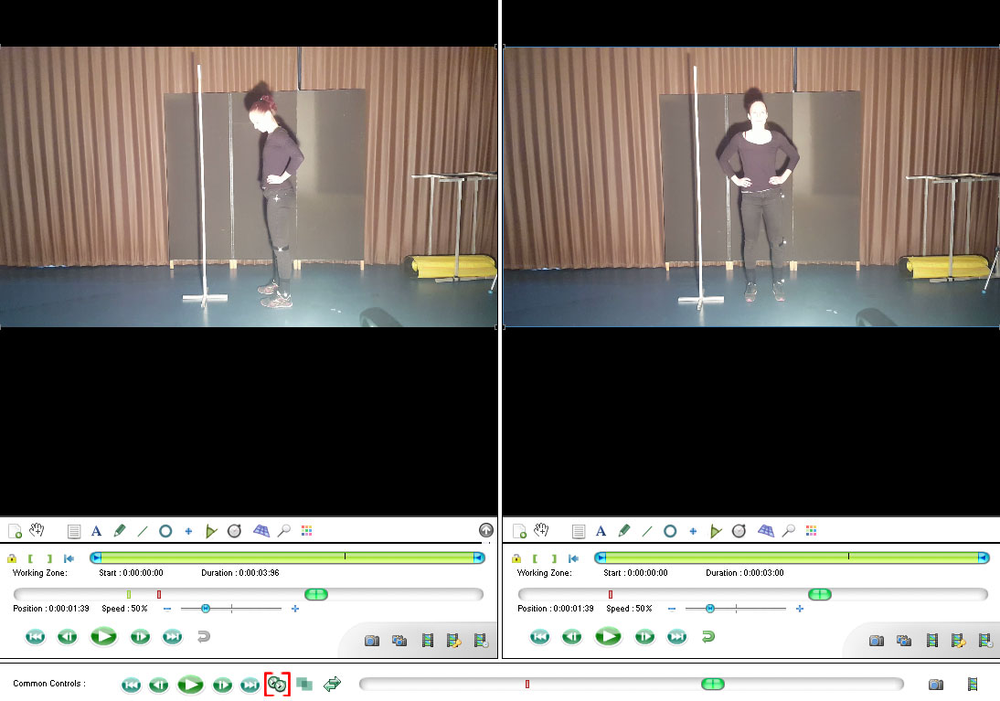 A
A
Working Zone:
Start : 0:00:00:00
Duration : 0:00:03:96
Working Zone:
Start : 0:00:00:00
Duration : 0:00:03:00
Position : 0:00:01:39
Speed : 50%
Position : 0:00:01:39
Speed : 50%
Common Controls :